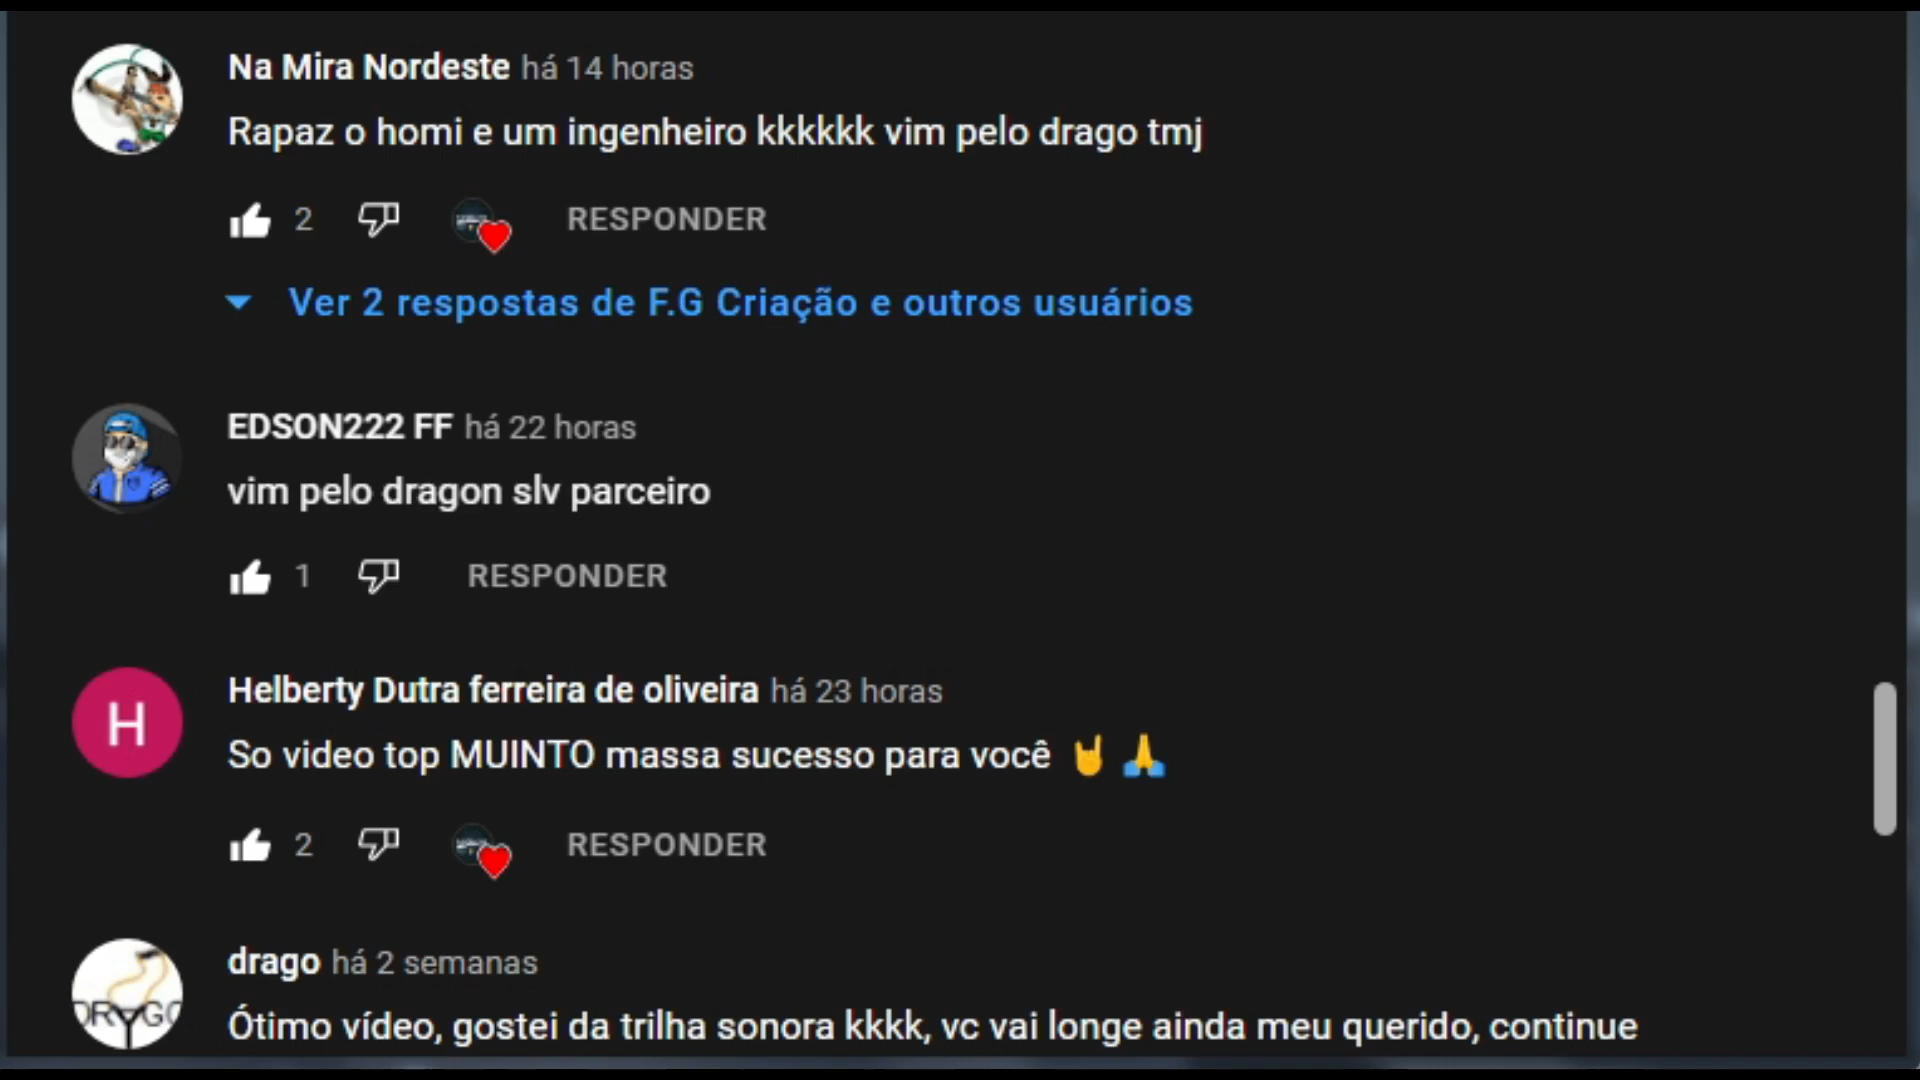 Na Mira Nordeste há 14 horas
Rapaz o homi e um ingenheiro kkkkkk vim pelo drago tmj
2 RESPONDER
Ver 2 respostas de F.G Criação e outros usuários
EDSON222 FF há 22 horas
vim pelo dragon slv parceiro
1 RESPONDER
H
Helberty Dutra ferreira de oliveira há 23 horas
So video top MUINTO massa sucesso para você 🤘 🙏
2 RESPONDER
drago há 2 semanas
Ótimo vídeo, gostei da trilha sonora kkkk, vc vai longe ainda meu querido, continue